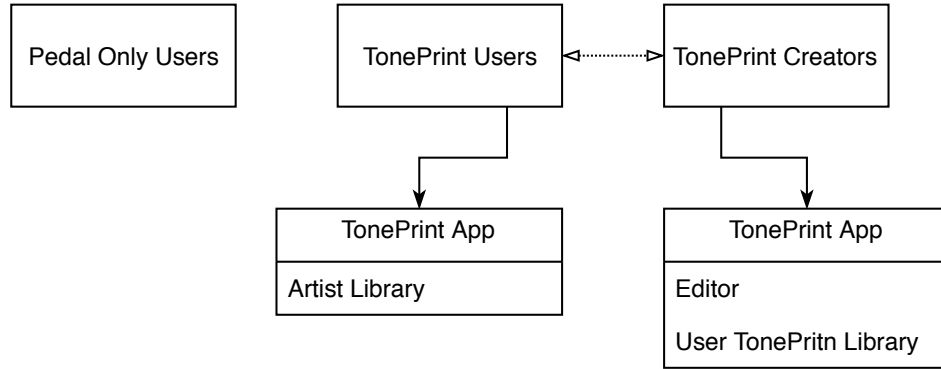 Pedal Only Users
TonePrint Users
TonePrint Creators
TonePrint App
Artist Library
TonePrint App
Editor
User TonePritn Library